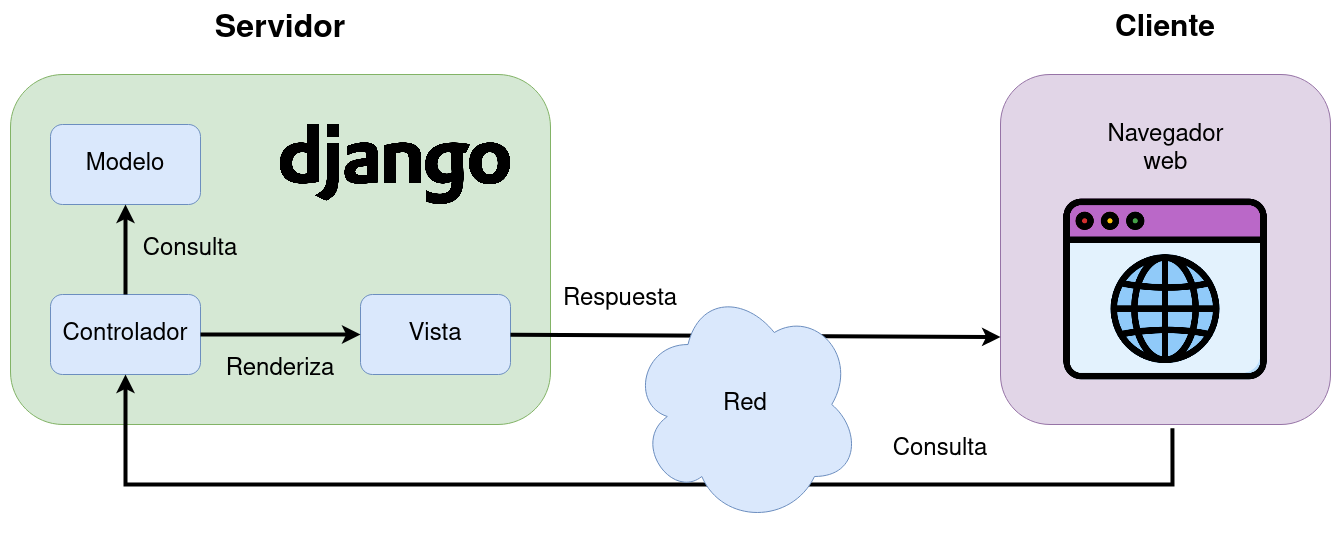 Servidor
Cliente
Modelo
django
Navegador
web
Consulta
Controlador
Renderiza
Vista
Respuesta
Red
Consulta